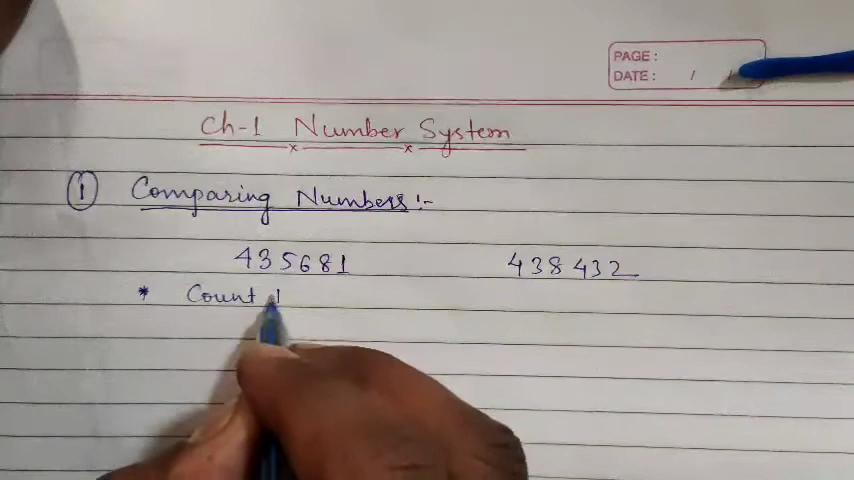 PAGE:
DATE: / /
Ch-1 Number System
1 Comparing Numbers:-
435681 438432
* Count